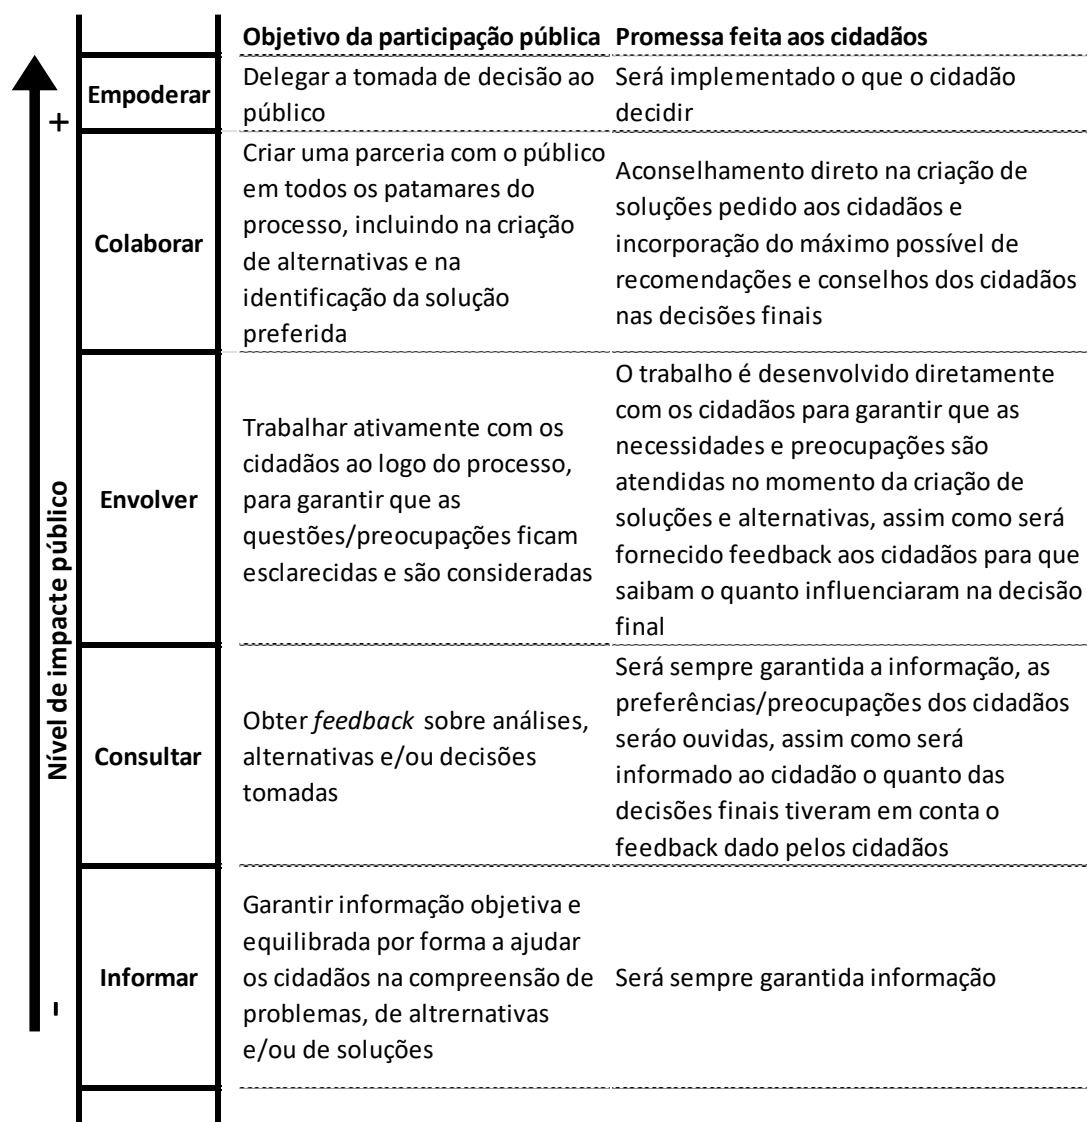 Objetivo da participação pública Promessa feita aos cidadãos
Empoderar
Delegar a tomada de decisão ao
público
Será implementado o que o cidadão
decidir
Colaborar
Criar uma parceria com o público
em todos os patamares do
processo, incluindo na criação
de alternativas e na
identificação da solução
preferida
Aconselhamento direto na criação de
soluções pedido aos cidadãos e
incorporação do máximo possível de
recomendações e conselhos dos cidadãos
nas decisões finais
Envolver
Trabalhar ativamente com os
cidadãos ao logo do processo,
para garantir que as
questões/preocupações ficam
esclarecidas e são consideradas
O trabalho é desenvolvido diretamente
com os cidadãos para garantir que as
necessidades e preocupações são
atendidas no momento da criação de
soluções e alternativas, assim como será
fornecido feedback aos cidadãos para que
saibam o quanto influenciaram na decisão
final
Consultar
Obter feedback sobre análises,
alternativas e/ou decisões
tomadas
Será sempre garantida a informação, as
preferências/preocupações dos cidadãos
seráo ouvidas, assim como será
informado ao cidadão o quanto das
decisões finais tiveram em conta o
feedback dado pelos cidadãos
Informar
Garantir informação objetiva e
equilibrada por forma a ajudar
os cidadãos na compreensão de
problemas, de altrernativas
e/ou de soluções
Será sempre garantida informação
+
Nível de impacte público
-